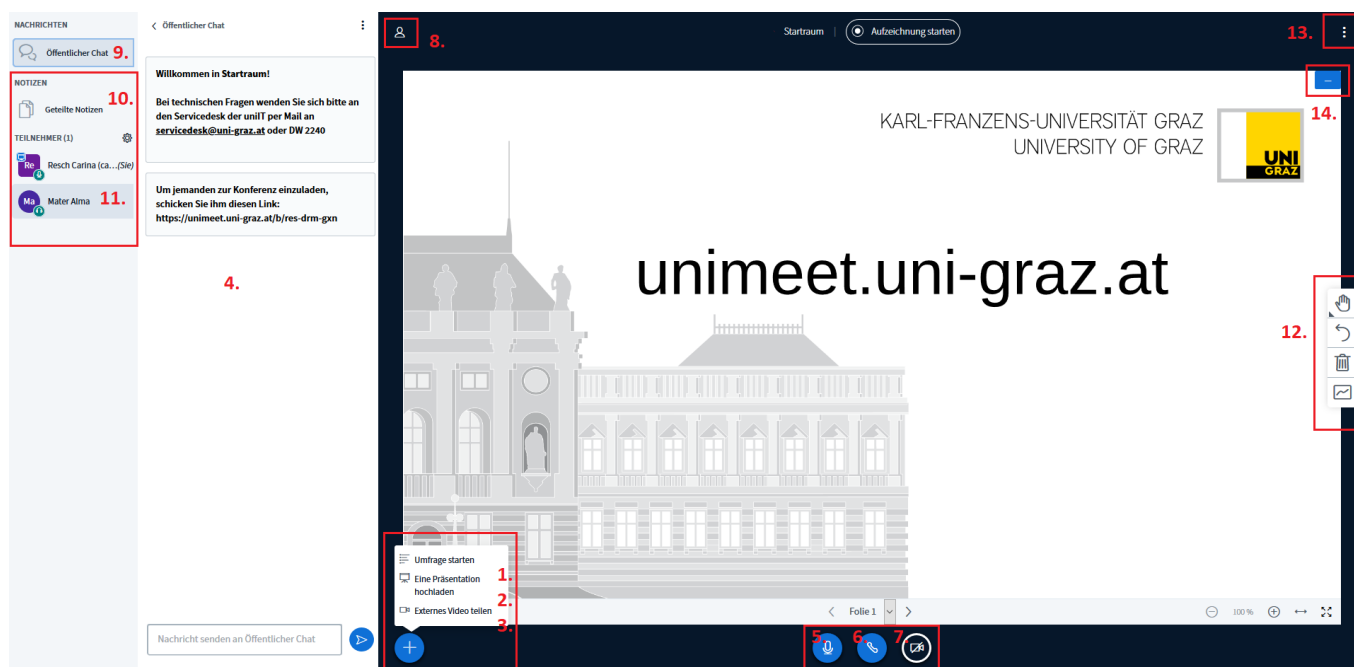 NACHRICHTEN
Öffentlicher Chat 9.
NOTIZEN
10.
Geteilte Notizen
TEILNEHMER (1)
Re Resch Carina (ca...(Sie)
Ma Mater Alma 11.
Öffentlicher Chat
Willkommen in Startraum!
Bei technischen Fragen wenden Sie sich bitte an
den Servicedesk der uniIT per Mail an
servicedesk@uni-graz.at oder DW 2240
Um jemanden zur Konferenz einzuladen,
schicken Sie ihm diesen Link:
https://unimeet.uni-graz.at/b/res-drm-gxn
4.
Nachricht senden an Öffentlicher Chat
8.
Startraum | Aufzeichnung starten
13.
14.
KARL-FRANZENS-UNIVERSITÄT GRAZ
UNIVERSITY OF GRAZ
UNI
GRAZ
unimeet.uni-graz.at
12.
Umfrage starten
1.
Eine Präsentation
hochladen
2.
Externes Video teilen
3.
Folie 1
100 %
5. 6. 7.